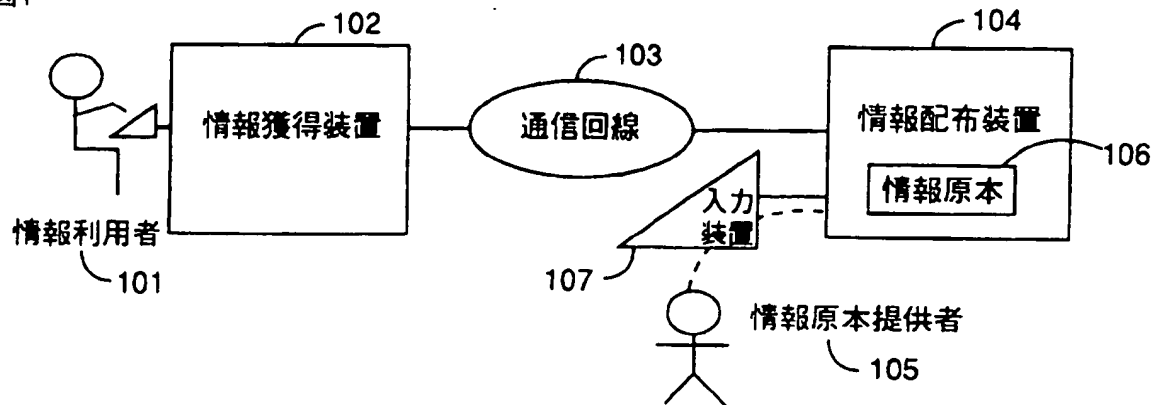 図1
102
103
104
情報獲得装置
通信回線
情報配布装置
106
情報原本
入力
装置
情報利用者
101
107
情報原本提供者
105